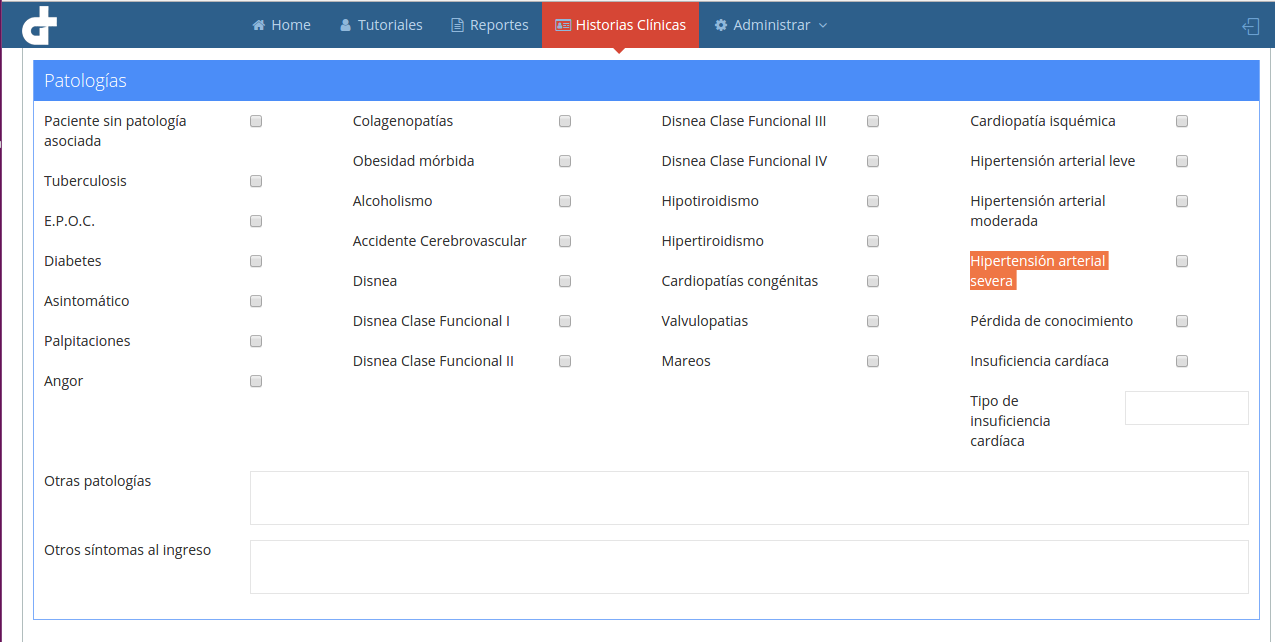 Home
Tutoriales
Reportes
Historias Clínicas
Administrar
Patologías
Paciente sin patología
asociada
Tuberculosis
E.P.O.C.
Diabetes
Asintomático
Palpitaciones
Angor
Colagenopatías
Obesidad mórbida
Alcoholismo
Accidente Cerebrovascular
Disnea
Disnea Clase Funcional I
Disnea Clase Funcional II
Disnea Clase Funcional III
Disnea Clase Funcional IV
Hipotiroidismo
Hipertiroidismo
Cardiopatías congénitas
Valvulopatias
Mareos
Cardiopatía isquémica
Hipertensión arterial leve
Hipertensión arterial
moderada
Hipertensión arterial
severa
Pérdida de conocimiento
Insuficiencia cardíaca
Tipo de
insuficiencia
cardíaca
Otras patologías
Otros síntomas al ingreso